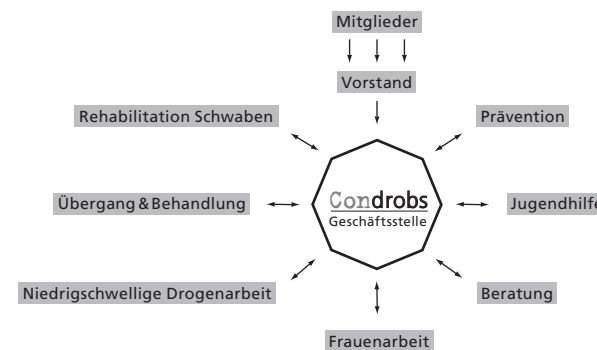 Mitglieder
Vorstand
Rehabilitation Schwaben
Prävention
Übergang & Behandlung
Condrobs
Geschäftsstelle
Jugendhilfe
Niedrigschwellige Drogenarbeit
Beratung
Frauenarbeit